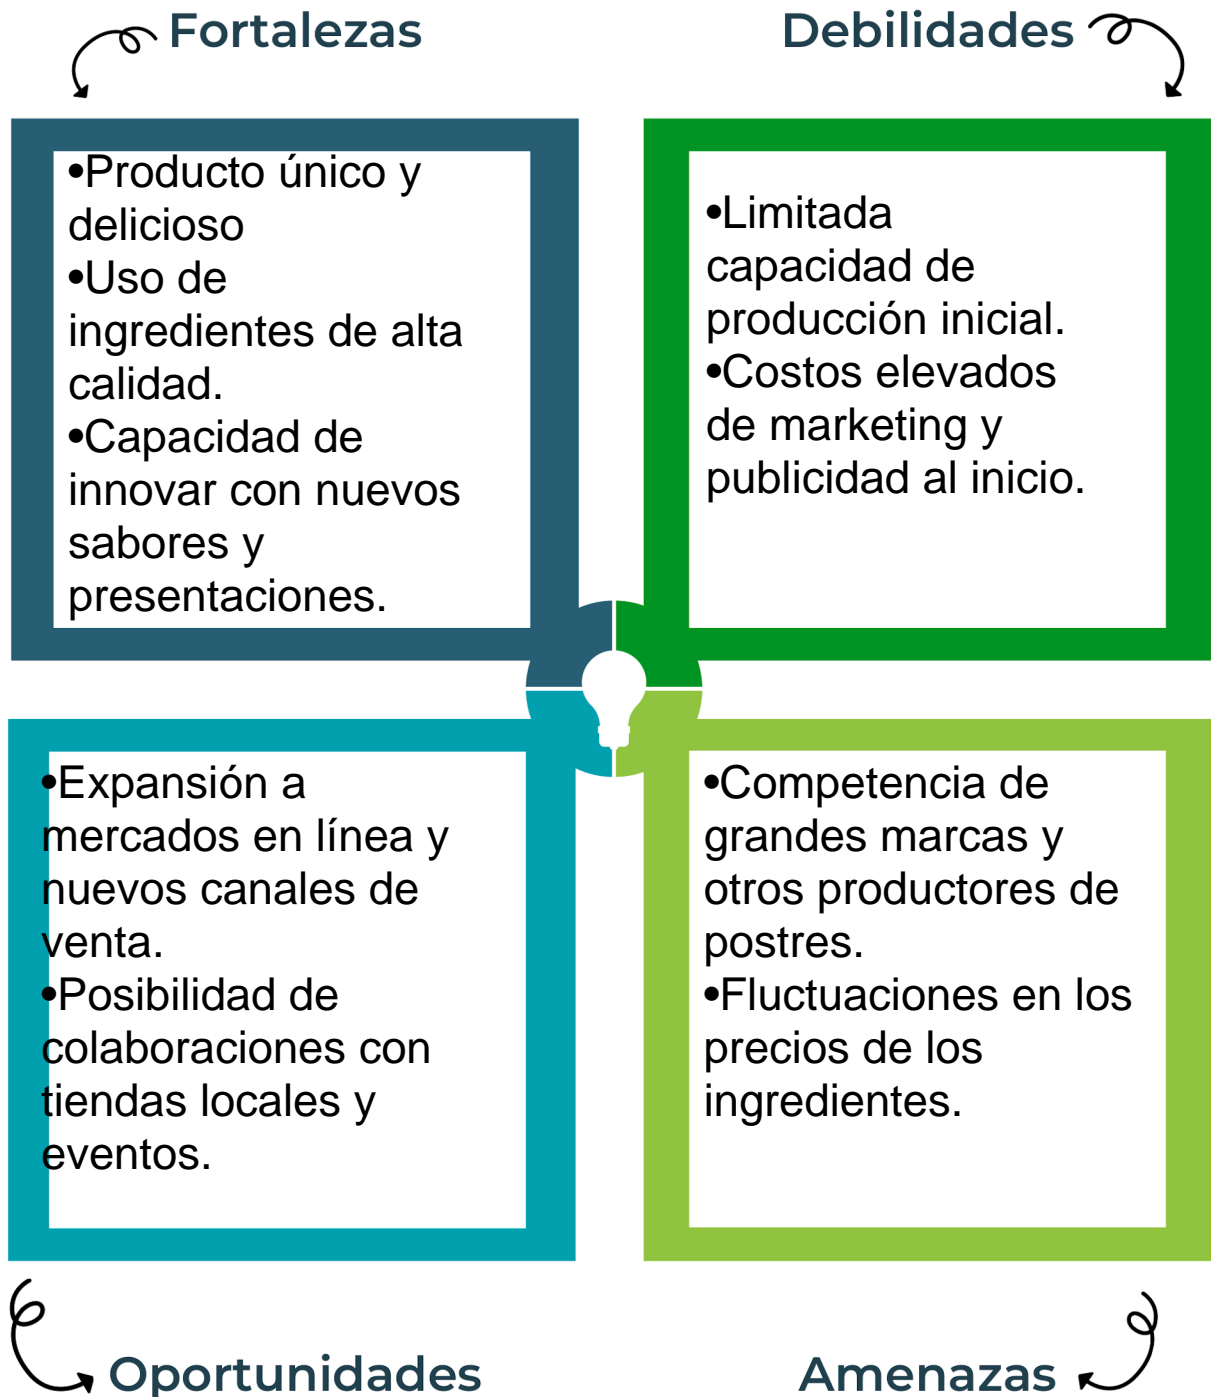 Fortalezas
•Producto único y
delicioso
•Uso de
ingredientes de alta
calidad.
•Capacidad de
innovar con nuevos
sabores y
presentaciones.
Debilidades
•Limitada
capacidad de
producción inicial.
•Costos elevados
de marketing y
publicidad al inicio.
•Expansión a
mercados en línea y
nuevos canales de
venta.
•Posibilidad de
colaboraciones con
tiendas locales y
eventos.
Oportunidades
•Competencia de
grandes marcas y
otros productores de
postres.
•Fluctuaciones en los
precios de los
ingredientes.
Amenazas